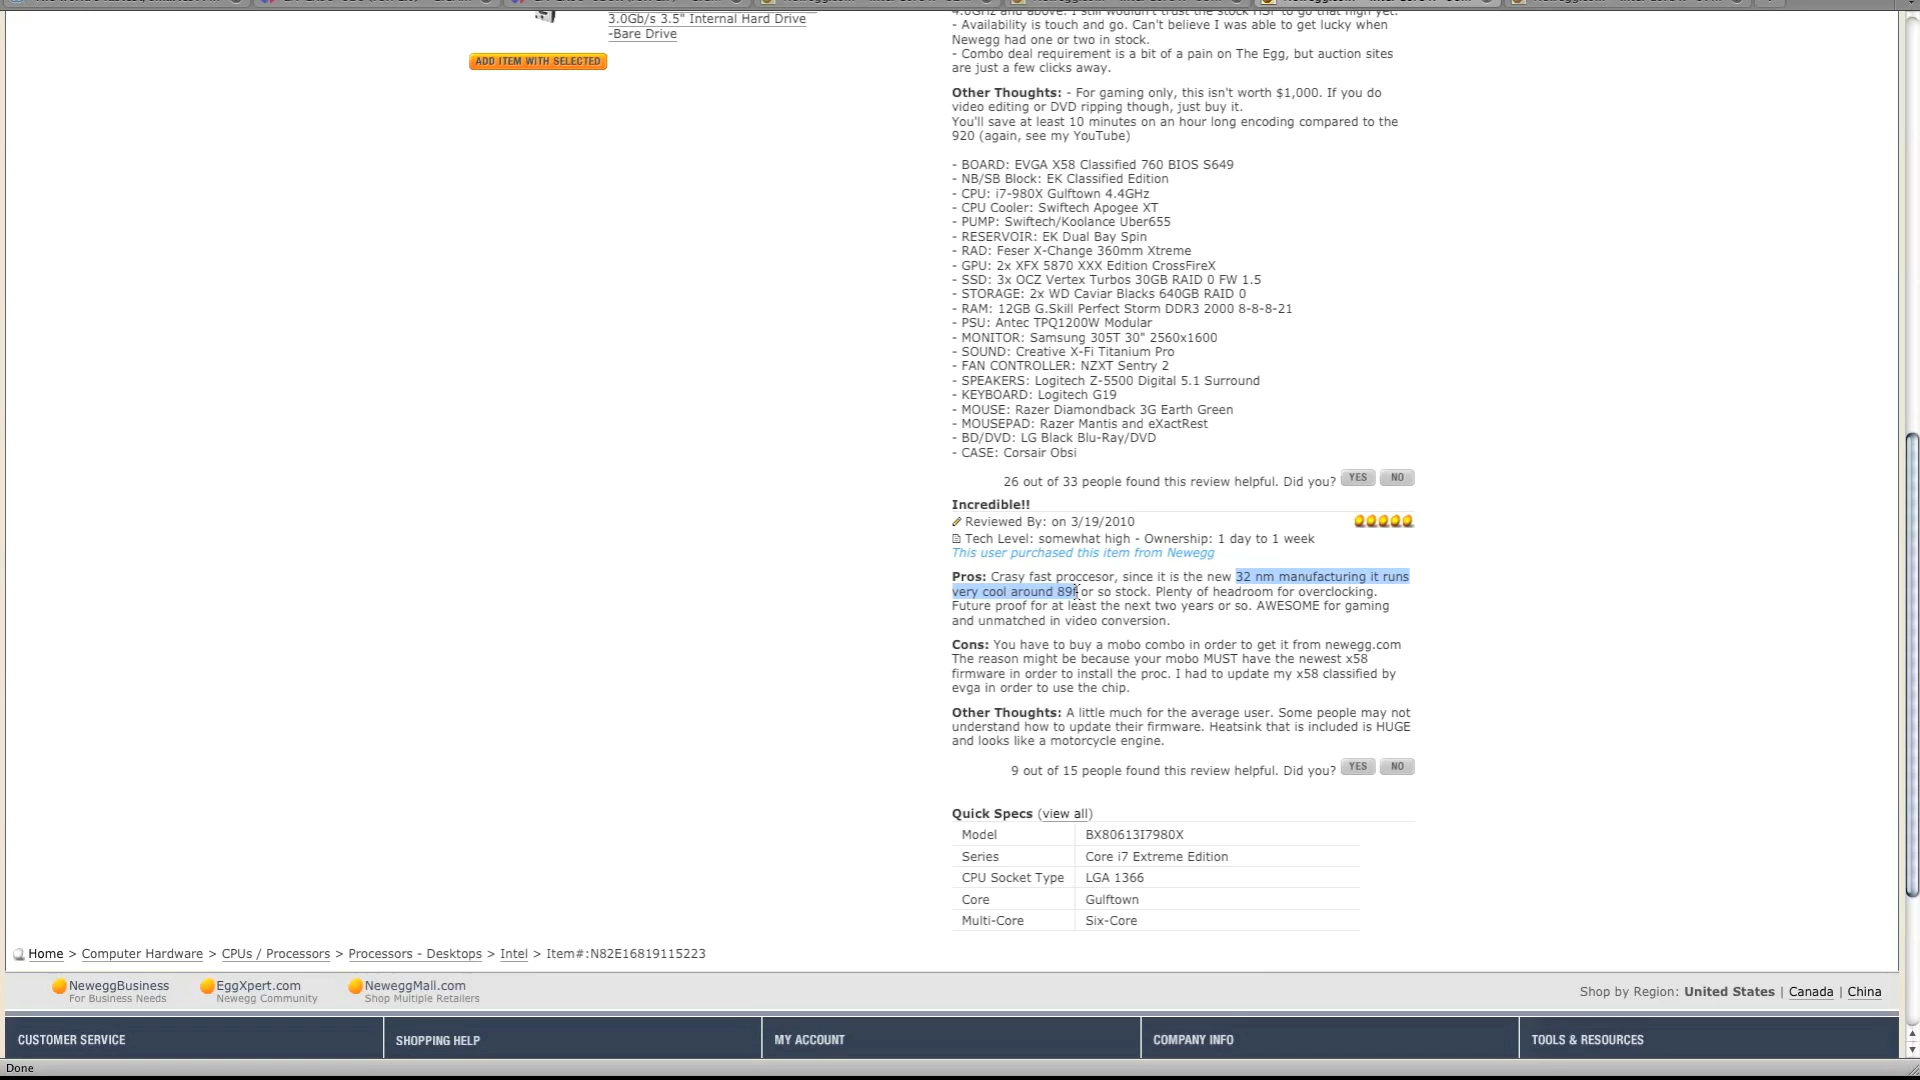 3.0Gb/s 3.5" Internal Hard Drive
-Bare Drive
ADD ITEM WITH SELECTED
- Availability is touch and go. Can't believe I was able to get lucky when
Newegg had one or two in stock.
- Combo deal requirement is a bit of a pain on The Egg, but auction sites
are just a few clicks away.
Other Thoughts: - For gaming only, this isn't worth $1,000. If you do
video editing or DVD ripping though, just buy it.
You'll save at least 10 minutes on an hour long encoding compared to the
920 (again, see my YouTube)
- BOARD: EVGA X58 Classified 760 BIOS S649
- NB/SB Block: EK Classified Edition
- CPU: i7-980X Gulftown 4.4GHz
- CPU Cooler: Swiftech Apogee XT
- PUMP: Swiftech/Koolance Uber655
- RESERVOIR: EK Dual Bay Spin
- RAD: Feser X-Change 360mm Xtreme
- GPU: 2x XFX 5870 XXX Edition CrossFireX
- SSD: 3x OCZ Vertex Turbos 30GB RAID 0 FW 1.5
- STORAGE: 2x WD Caviar Blacks 640GB RAID 0
- RAM: 12GB G.Skill Perfect Storm DDR3 2000 8-8-8-21
- PSU: Antec TPQ1200W Modular
- MONITOR: Samsung 305T 30" 2560x1600
- SOUND: Creative X-Fi Titanium Pro
- FAN CONTROLLER: NZXT Sentry 2
- SPEAKERS: Logitech Z-5500 Digital 5.1 Surround
- KEYBOARD: Logitech G19
- MOUSE: Razer Diamondback 3G Earth Green
- MOUSEPAD: Razer Mantis and eXactRest
- BD/DVD: LG Black Blu-Ray/DVD
- CASE: Corsair Obsi
26 out of 33 people found this review helpful. Did you? YES NO
Incredible!!
Reviewed By: on 3/19/2010
Tech Level: somewhat high - Ownership: 1 day to 1 week
This user purchased this item from Newegg
Pros: Crasy fast proccesor, since it is the new 32 nm manufacturing it runs
very cool around 89f or so stock. Plenty of headroom for overclocking.
Future proof for at least the next two years or so. AWESOME for gaming
and unmatched in video conversion.
Cons: You have to buy a mobo combo in order to get it from newegg.com
The reason might be because your mobo MUST have the newest x58
firmware in order to install the proc. I had to update my x58 classified by
evga in order to use the chip.
Other Thoughts: A little much for the average user. Some people may not
understand how to update their firmware. Heatsink that is included is HUGE
and looks like a motorcycle engine.
9 out of 15 people found this review helpful. Did you? YES NO
Quick Specs (view all)
Model BX80613I7980X
Series Core i7 Extreme Edition
CPU Socket Type LGA 1366
Core Gulftown
Multi-Core Six-Core
Home > Computer Hardware > CPUs / Processors > Processors - Desktops > Intel > Item#:N82E16819115223
NeweggBusiness EggXpert.com NeweggMall.com
For Business Needs Newegg Community Shop Multiple Retailers
Shop by Region: United States | Canada | China
CUSTOMER SERVICE SHOPPING HELP MY ACCOUNT COMPANY INFO TOOLS & RESOURCES
Done